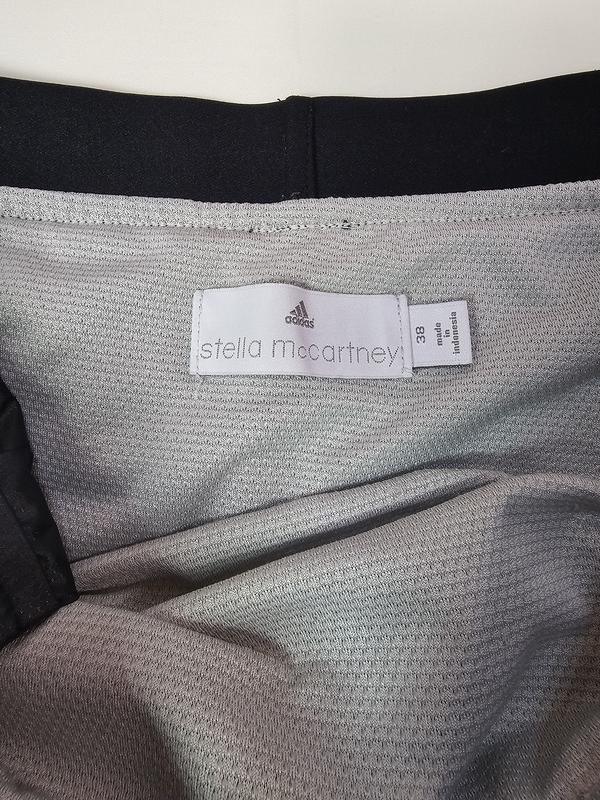 adidas
stella mccartney
38
made
in
indonesia